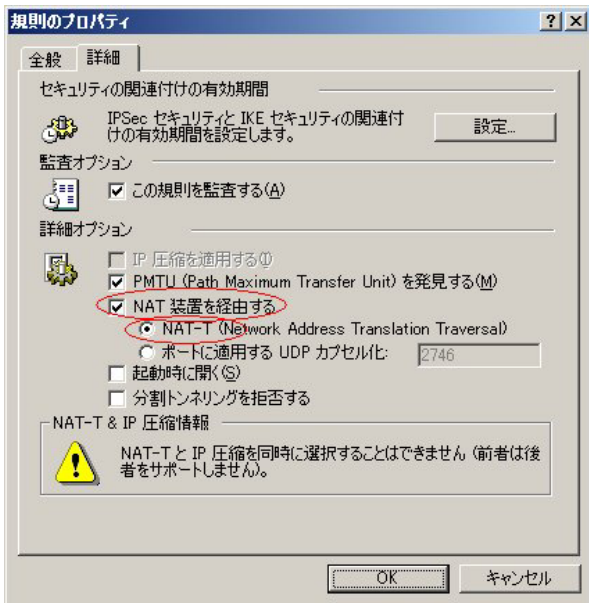 規則のプロパティ
全般 詳細
セキュリティの関連付けの有効期間
IPSec セキュリティと IKE セキュリティの関連付
けの有効期間を設定します。
設定...
監査オプション
この規則を監査する(A)
詳細オプション
IP 圧縮を適用する(I)
PMTU (Path Maximum Transfer Unit) を発見する(M)
NAT 装置を経由する
NAT-T (Network Address Translation Traversal)
ポートに適用する UDP カプセル化: 2746
起動時に開く(S)
分割トンネリングを拒否する
NAT-T & IP 圧縮情報
NAT-T と IP 圧縮を同時に選択することはできません (前者は後
者をサポートしません)。
OK キャンセル